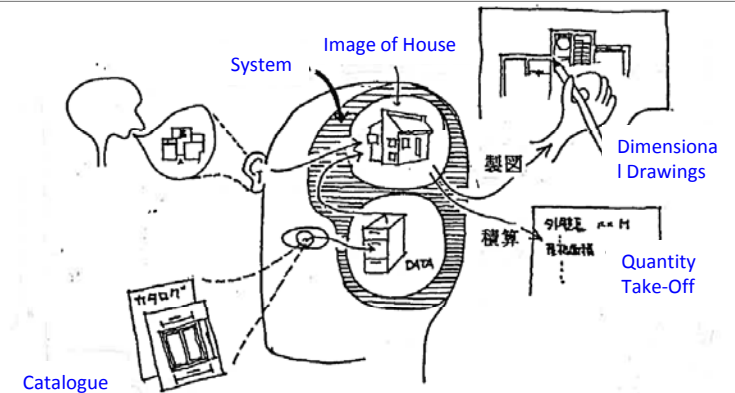 Image of House
System
Dimensiona
l Drawings
製図
積算
DATA
Quantity
Take-Off
カタログ
Catalogue